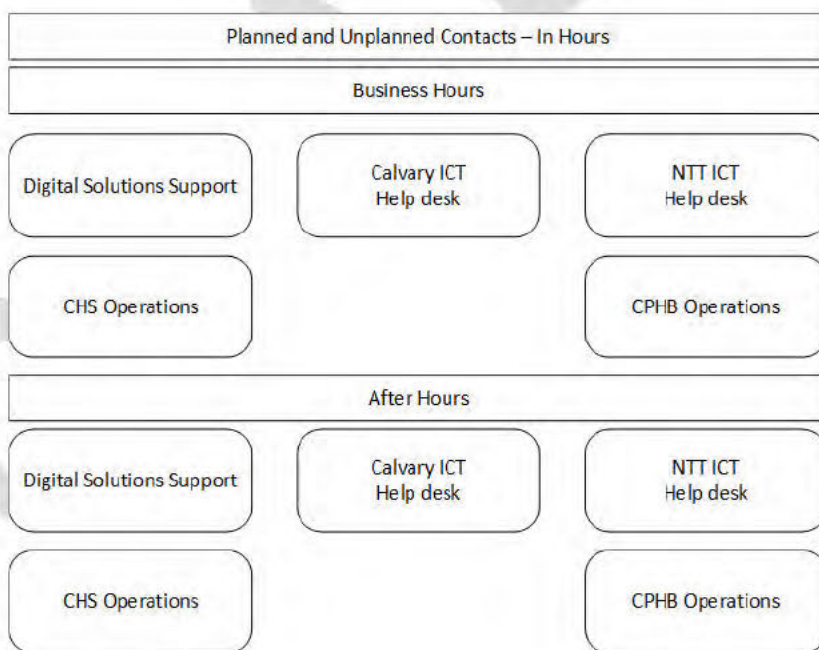 Planned and Unplanned Contacts – In Hours
Business Hours
Digital Solutions Support
Calvary ICT
Help desk
NTT ICT
Help desk
CHS Operations
CPHB Operations
After Hours
Digital Solutions Support
Calvary ICT
Help desk
NTT ICT
Help desk
CHS Operations
CPHB Operations